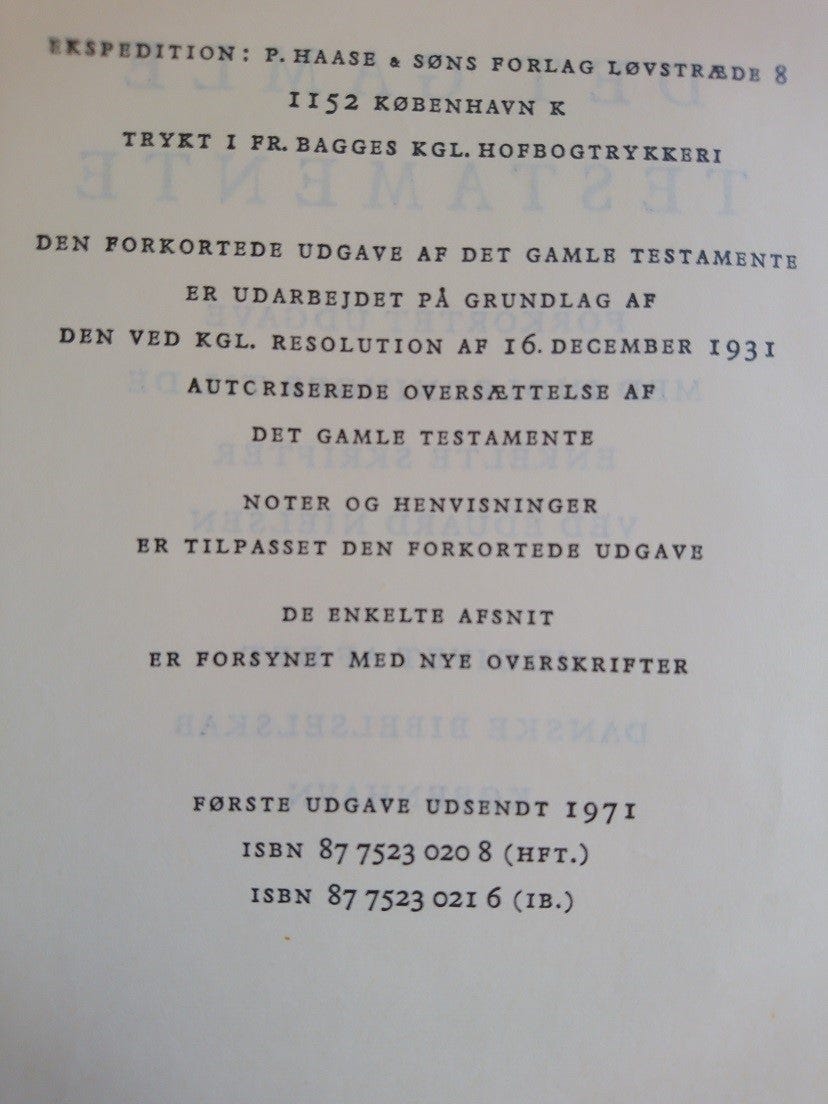 EKSPEDITION: P. HAASE & SØNS FORLAG LØVSTRÆDE 8
1152 KØBENHAVN K
TRYKT I FR. BAGGES KGL. HOFBOGTRYKKERI
DEN FORKORTEDE UDGAVE AF DET GAMLE TESTAMENTE
ER UDARBEJDET PÅ GRUNDLAG AF
DEN VED KGL. RESOLUTION AF 16. DECEMBER 1931
AUTCRISEREDE OVERSÆTTELSE AF
DET GAMLE TESTAMENTE
NOTER OG HENVISNINGER
ER TILPASSET DEN FORKORTEDE UDGAVE
DE ENKELTE AFSNIT
ER FORSYNET MED NYE OVERSKRIFTER
FØRSTE UDGAVE UDSENDT 1971
ISBN 87 7523 020 8 (HFT.)
ISBN 87 7523 021 6 (IB.)